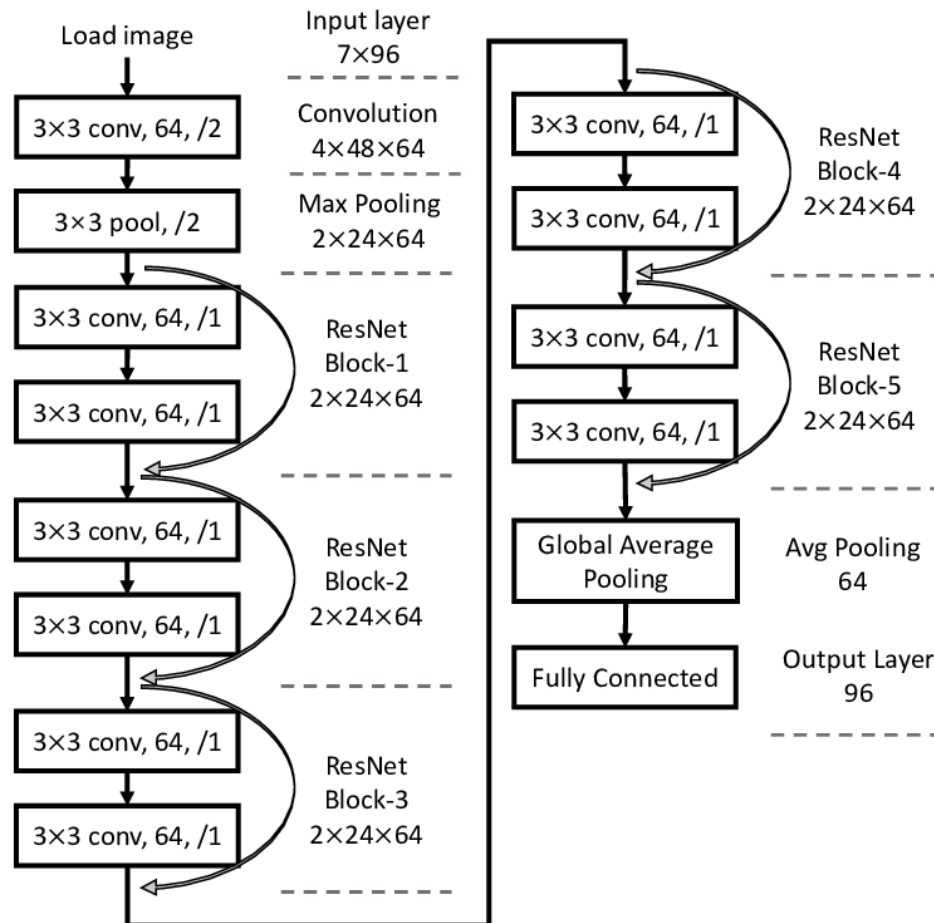 Load image
Input layer
7×96
3×3 conv, 64, /2
Convolution
4×48×64
3×3 pool, /2
Max Pooling
2×24×64
3×3 conv, 64, /1
3×3 conv, 64, /1
ResNet
Block-1
2×24×64
3×3 conv, 64, /1
3×3 conv, 64, /1
ResNet
Block-2
2×24×64
3×3 conv, 64, /1
3×3 conv, 64, /1
ResNet
Block-3
2×24×64
3×3 conv, 64, /1
3×3 conv, 64, /1
ResNet
Block-4
2×24×64
3×3 conv, 64, /1
3×3 conv, 64, /1
ResNet
Block-5
2×24×64
Global Average
Pooling
Avg Pooling
64
Fully Connected
Output Layer
96